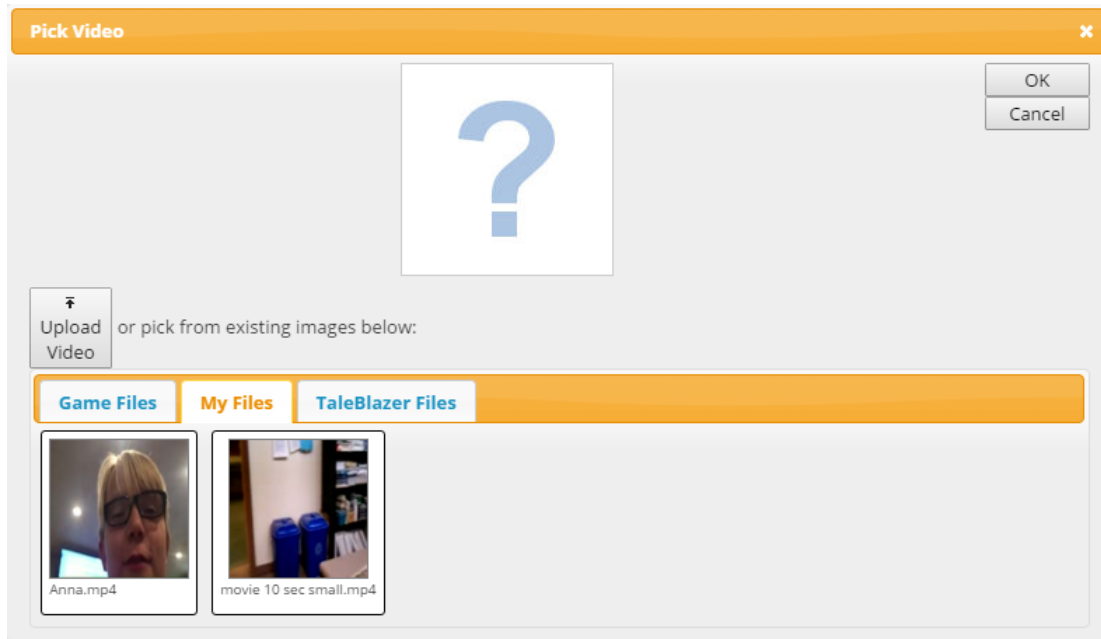 Pick Video
OK
Cancel
?
Upload
Video
or pick from existing images below:
Game Files
My Files
TaleBlazer Files
Anna.mp4
movie 10 sec small.mp4